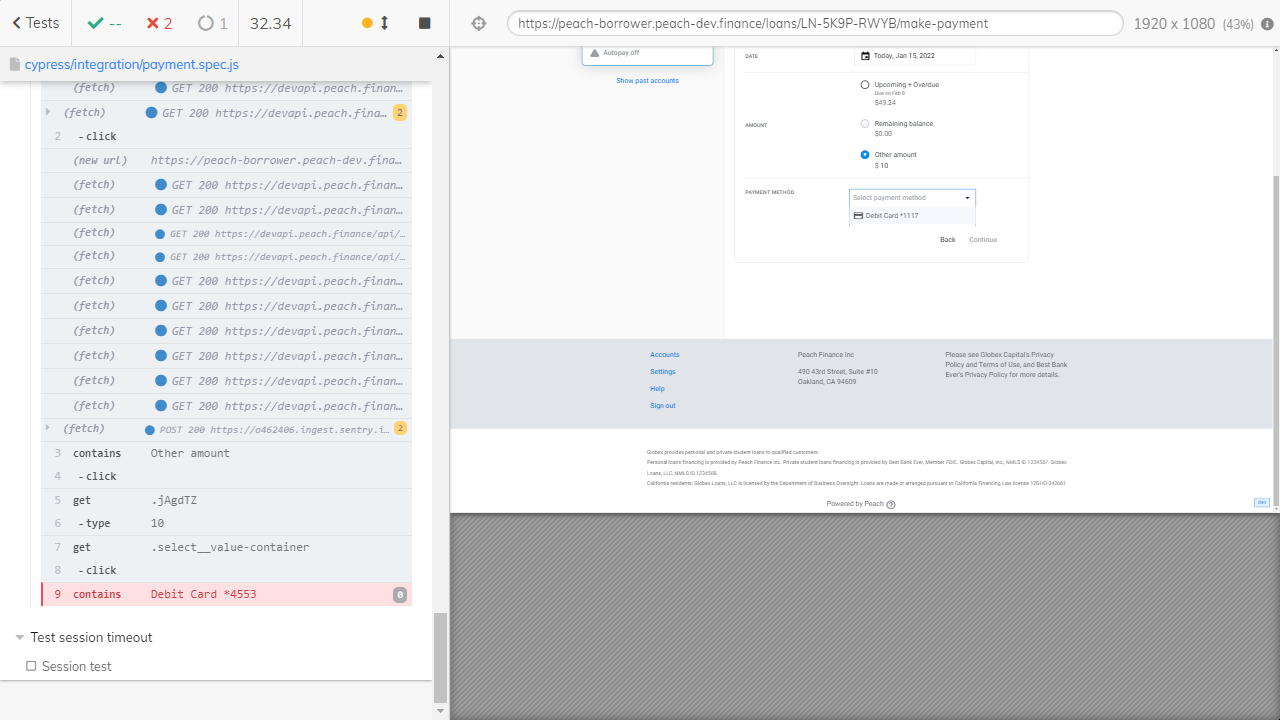 Tests
--
2
1
32.34
https://peach-borrower.peach-dev.finance/loans/LN-5K9P-RWYB/make-payment
1920 x 1080 (43%)
cypress/integration/payment.spec.js
(fetch) GET 200 https://devapi.peach.finan...
(fetch) GET 200 https://devapi.peach.fina... 2
2 -click
(new url) https://peach-borrower.peach-dev.fina...
(fetch) GET 200 https://devapi.peach.finan...
(fetch) GET 200 https://devapi.peach.finan...
(fetch) GET 200 https://devapi.peach.finance/api/...
(fetch) GET 200 https://devapi.peach.finance/api/...
(fetch) GET 200 https://devapi.peach.finan...
(fetch) GET 200 https://devapi.peach.finan...
(fetch) GET 200 https://devapi.peach.finan...
(fetch) GET 200 https://devapi.peach.finan...
(fetch) GET 200 https://devapi.peach.finan...
(fetch) GET 200 https://devapi.peach.finan...
(fetch) POST 200 https://o462406.ingest.sentry.i... 2
3 contains Other amount
4 -click
5 get .jAgdTZ
6 -type 10
7 get .select__value-container
8 -click
9 contains Debit Card *4553 0
Test session timeout
Session test
Autopay off
Show past accounts
DATE
Today, Jan 15, 2022
AMOUNT
Upcoming + Overdue
Due on Feb 8
$49.24
Remaining balance
$0.00
Other amount
$ 10
PAYMENT METHOD
Select payment method
Debit Card *1117
Back Continue
Accounts
Settings
Help
Sign out
Peach Finance Inc
490 43rd Street, Suite #10
Oakland, CA 94609
Please see Globex Capital's Privacy
Policy and Terms of Use, and Best Bank
Ever's Privacy Policy for more details.
Globex provides personal and private student loans to qualified customers.
Personal loans financing is provided by Peach Finance Inc. Private student loans financing is provided by Best Bank Ever, Member FDIC. Globex Capital, Inc., NMLS ID 1234567. Globex
Loans, LLC, NMLS ID 1234568.
California residents: Globex Loans, LLC is licensed by the Department of Business Oversight. Loans are made or arranged pursuant to California Financing Law license 12GHD-242681
Powered by Peach
Dev